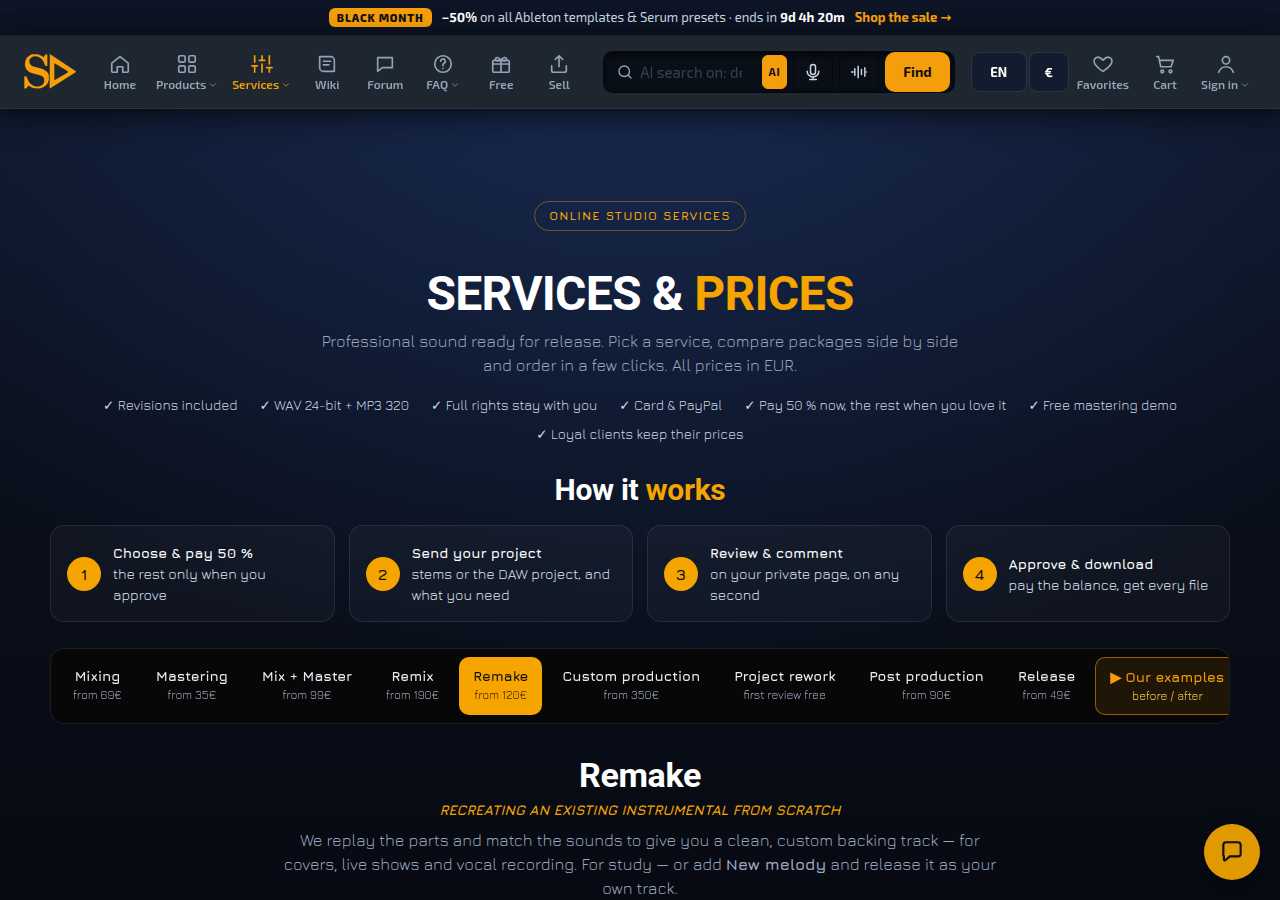 BLACK MONTH −50% on all Ableton templates & Serum presets · ends in 9d 4h 20m Shop the sale →
SD
Home Products Services Wiki Forum FAQ Free Sell
AI search on: dr AI Find EN € Favorites Cart Sign in
ONLINE STUDIO SERVICES
SERVICES & PRICES
Professional sound ready for release. Pick a service, compare packages side by side
and order in a few clicks. All prices in EUR.
✓ Revisions included ✓ WAV 24-bit + MP3 320 ✓ Full rights stay with you ✓ Card & PayPal ✓ Pay 50 % now, the rest when you love it ✓ Free mastering demo
✓ Loyal clients keep their prices
How it works
1
Choose & pay 50 %
the rest only when you
approve
2
Send your project
stems or the DAW project, and
what you need
3
Review & comment
on your private page, on any
second
4
Approve & download
pay the balance, get every file
Mixing
from 69€
Mastering
from 35€
Mix + Master
from 99€
Remix
from 190€
Remake
from 120€
Custom production
from 350€
Project rework
first review free
Post production
from 90€
Release
from 49€
▶ Our examples
before / after
Remake
RECREATING AN EXISTING INSTRUMENTAL FROM SCRATCH
We replay the parts and match the sounds to give you a clean, custom backing track — for
covers, live shows and vocal recording. For study — or add New melody and release it as your
own track.